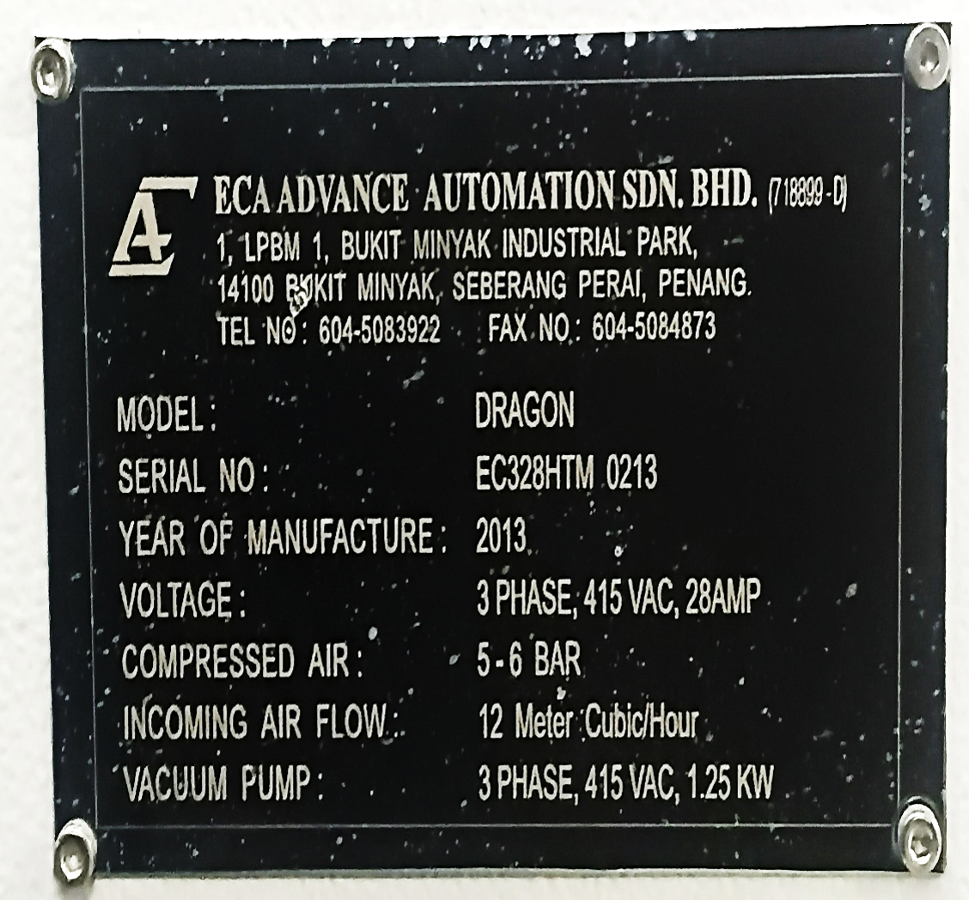 ECA ADVANCE AUTOMATION SDN. BHD. (718899-D)
1, LPBM 1, BUKIT MINYAK INDUSTRIAL PARK,
14100 BUKIT MINYAK, SEBERANG PERAI, PENANG.
TEL NO: 604-5083922 FAX NO.: 604-5084873
MODEL: DRAGON
SERIAL NO: EC328HTM 0213
YEAR OF MANUFACTURE: 2013
VOLTAGE: 3 PHASE, 415 VAC, 28AMP
COMPRESSED AIR: 5-6 BAR
INCOMING AIR FLOW: 12 Meter Cubic/Hour
VACUUM PUMP: 3 PHASE, 415 VAC, 1.25 KW